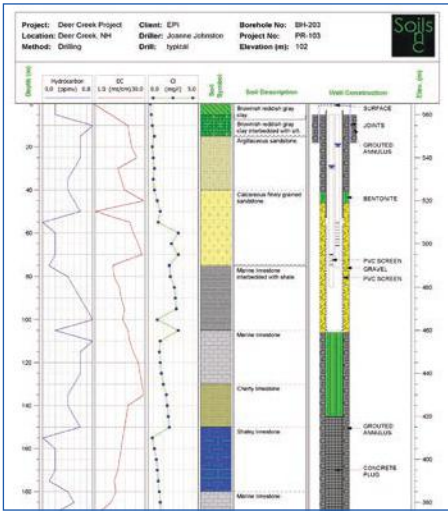 Project: Deer Creek Project Client: EPI Borehole No: BH-203
Location: Deer Creek, NH Driller: Joanne Johnston Project No: PR-103
Method: Drilling Drill: typical Elevation (m): 102
Soils
Inc
Depth (m)
Hydrocarbon
0.0 (ppmv) 0.8
EC
1.0 (ms/cm) 30.0
Cl
0.0 (mg/l) 5.0
Soil Symbol
Soil Description
Well Construction
Elev. (m)
Brownish reddish gray
clay
Brownish reddish gray
clay interbedded with silt
Argillaceous sandstone
Calcareous finely grained
sandstone
Marine limestone
interbedded with shale
Marine limestone
Cherty limestone
Shaley limestone
Marine limestone
SURFACE
JOINTS
GROUTED
ANNULUS
BENTONITE
PVC SCREEN
GRAVEL
PVC SCREEN
GROUTED
ANNULUS
CONCRETE
PLUG
20
40
60
80
100
120
140
160
180
560
540
520
500
480
460
440
420
400
380
360